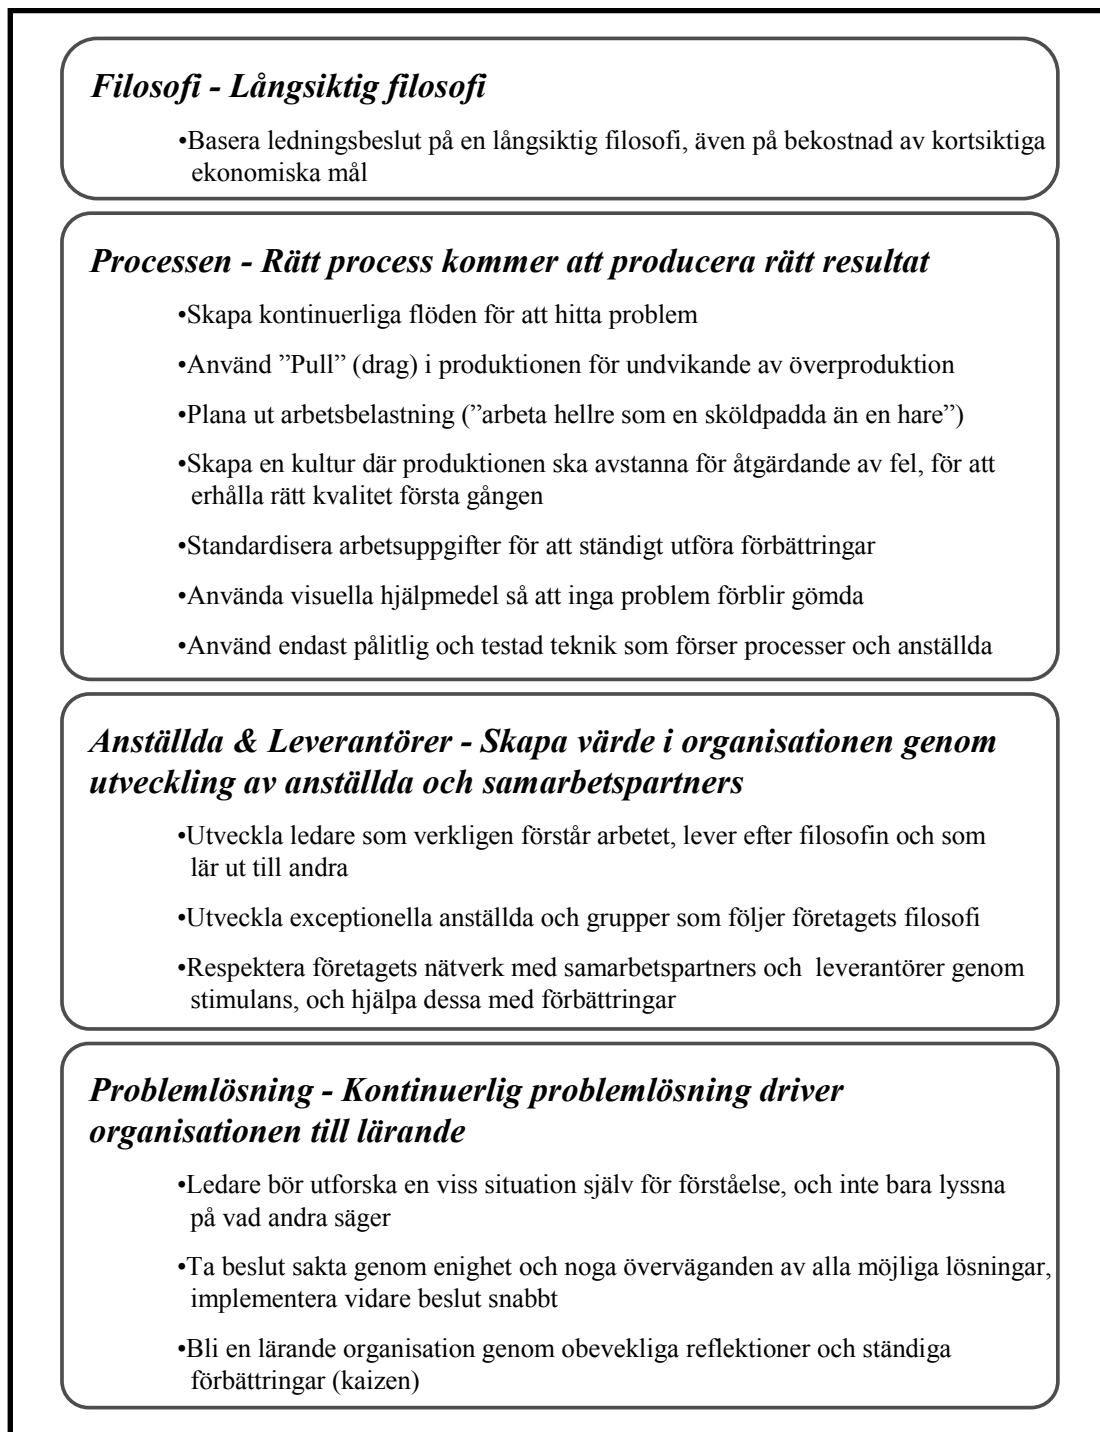 Filosofi - Långsiktig filosofi
•Basera ledningsbeslut på en långsiktig filosofi, även på bekostnad av kortsiktiga
ekonomiska mål
Processen - Rätt process kommer att producera rätt resultat
•Skapa kontinuerliga flöden för att hitta problem
•Använd ”Pull” (drag) i produktionen för undvikande av överproduktion
•Plana ut arbetsbelastning (”arbeta hellre som en sköldpadda än en hare”)
•Skapa en kultur där produktionen ska avstanna för åtgärdande av fel, för att
erhålla rätt kvalitet första gången
•Standardisera arbetsuppgifter för att ständigt utföra förbättringar
•Använda visuella hjälpmedel så att inga problem förblir gömda
•Använd endast pålitlig och testad teknik som förser processer och anställda
Anställda & Leverantörer - Skapa värde i organisationen genom
utveckling av anställda och samarbetspartners
•Utveckla ledare som verkligen förstår arbetet, lever efter filosofin och som
lär ut till andra
•Utveckla exceptionella anställda och grupper som följer företagets filosofi
•Respektera företagets nätverk med samarbetspartners och  leverantörer genom
stimulans, och hjälpa dessa med förbättringar
Problemlösning - Kontinuerlig problemlösning driver
organisationen till lärande
•Ledare bör utforska en viss situation själv för förståelse, och inte bara lyssna
på vad andra säger
•Ta beslut sakta genom enighet och noga överväganden av alla möjliga lösningar,
implementera vidare beslut snabbt
•Bli en lärande organisation genom obevekliga reflektioner och ständiga
förbättringar (kaizen)